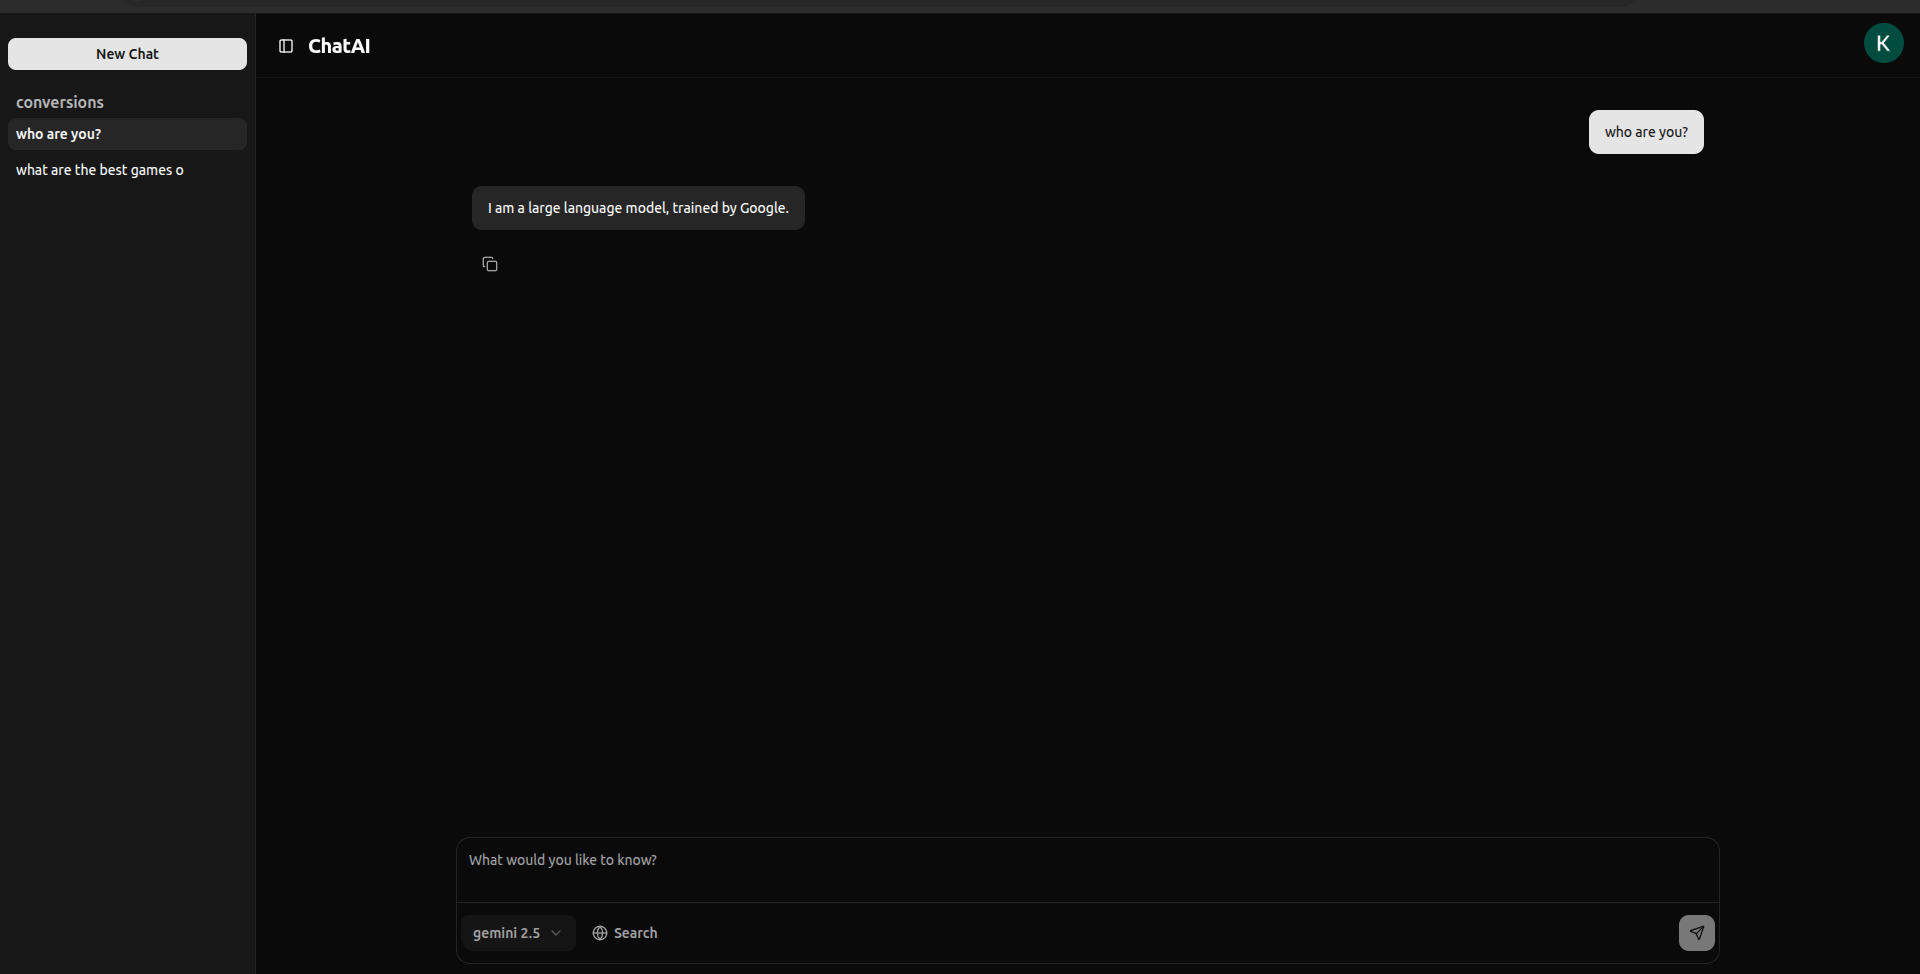 New Chat
conversions
who are you?
what are the best games o
ChatAI
K
who are you?
I am a large language model, trained by Google.
What would you like to know?
gemini 2.5
Search